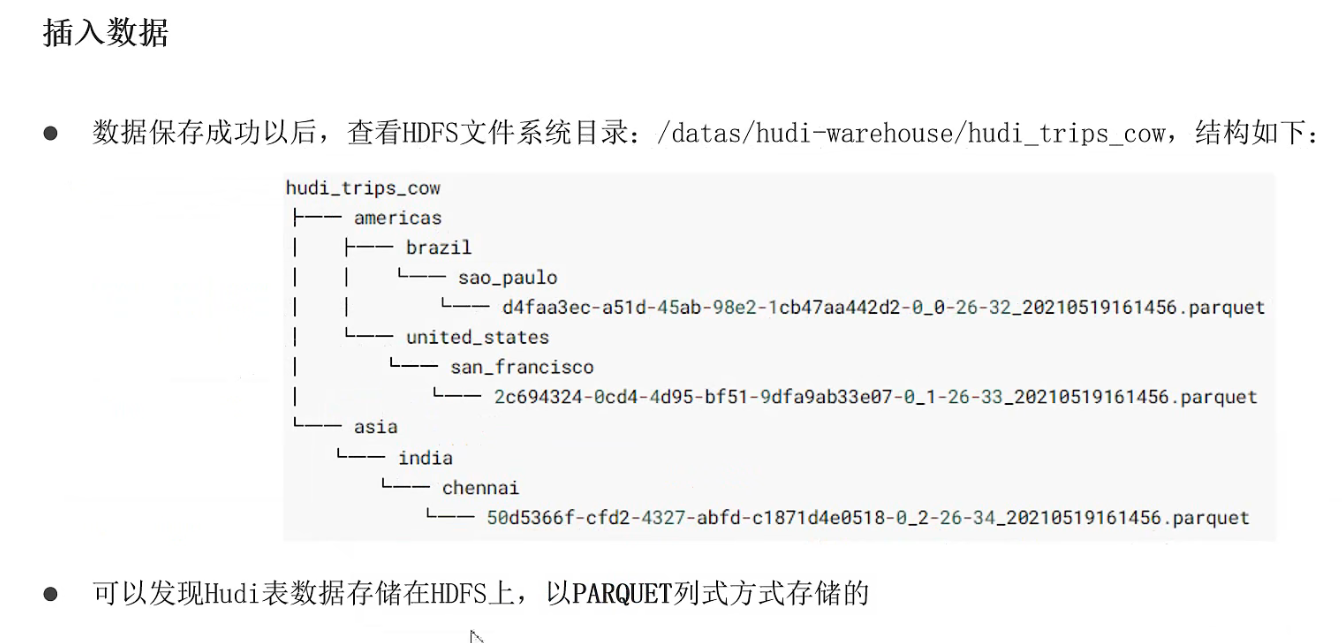 插入数据
● 数据保存成功以后，查看HDFS文件系统目录：/datas/hudi-warehouse/hudi_trips_cow，结构如下：
hudi_trips_cow
├── americas
│   ├── brazil
│   │   └── sao_paulo
│   │       └── d4faa3ec-a51d-45ab-98e2-1cb47aa442d2-0_0-26-32_20210519161456.parquet
│   └── united_states
│       └── san_francisco
│           └── 2c694324-0cd4-4d95-bf51-9dfa9ab33e07-0_1-26-33_20210519161456.parquet
└── asia
    └── india
        └── chennai
            └── 50d5366f-cfd2-4327-abfd-c1871d4e0518-0_2-26-34_20210519161456.parquet
● 可以发现Hudi表数据存储在HDFS上，以PARQUET列式方式存储的